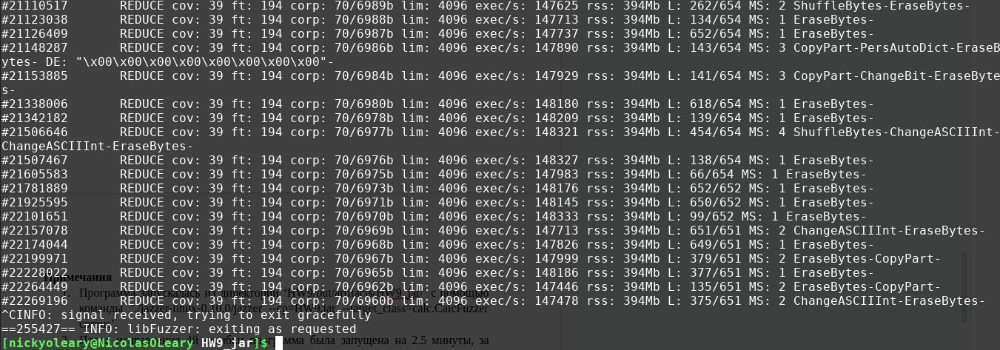 #21110517 REDUCE cov: 39 ft: 194 corp: 70/6989b lim: 4096 exec/s: 147625 rss: 394Mb L: 262/654 MS: 2 ShuffleBytes-EraseBytes-
#21123038 REDUCE cov: 39 ft: 194 corp: 70/6988b lim: 4096 exec/s: 147713 rss: 394Mb L: 134/654 MS: 1 EraseBytes-
#21126409 REDUCE cov: 39 ft: 194 corp: 70/6987b lim: 4096 exec/s: 147737 rss: 394Mb L: 652/654 MS: 1 EraseBytes-
#21148287 REDUCE cov: 39 ft: 194 corp: 70/6986b lim: 4096 exec/s: 147890 rss: 394Mb L: 143/654 MS: 3 CopyPart-PersAutoDict-EraseB
ytes- DE: "\x00\x00\x00\x00\x00\x00\x00\x00"-
#21153885 REDUCE cov: 39 ft: 194 corp: 70/6984b lim: 4096 exec/s: 147929 rss: 394Mb L: 141/654 MS: 3 CopyPart-ChangeBit-EraseByte
s-
#21338006 REDUCE cov: 39 ft: 194 corp: 70/6980b lim: 4096 exec/s: 148180 rss: 394Mb L: 618/654 MS: 1 EraseBytes-
#21342182 REDUCE cov: 39 ft: 194 corp: 70/6978b lim: 4096 exec/s: 148209 rss: 394Mb L: 139/654 MS: 1 EraseBytes-
#21506646 REDUCE cov: 39 ft: 194 corp: 70/6977b lim: 4096 exec/s: 148321 rss: 394Mb L: 454/654 MS: 4 ShuffleBytes-ChangeASCIIInt-
ChangeASCIIInt-EraseBytes-
#21507467 REDUCE cov: 39 ft: 194 corp: 70/6976b lim: 4096 exec/s: 148327 rss: 394Mb L: 138/654 MS: 1 EraseBytes-
#21605583 REDUCE cov: 39 ft: 194 corp: 70/6975b lim: 4096 exec/s: 147983 rss: 394Mb L: 66/654 MS: 1 EraseBytes-
#21781889 REDUCE cov: 39 ft: 194 corp: 70/6973b lim: 4096 exec/s: 148176 rss: 394Mb L: 652/652 MS: 1 EraseBytes-
#21925595 REDUCE cov: 39 ft: 194 corp: 70/6971b lim: 4096 exec/s: 148145 rss: 394Mb L: 650/652 MS: 1 EraseBytes-
#22101651 REDUCE cov: 39 ft: 194 corp: 70/6970b lim: 4096 exec/s: 148333 rss: 394Mb L: 99/652 MS: 1 EraseBytes-
#22157078 REDUCE cov: 39 ft: 194 corp: 70/6969b lim: 4096 exec/s: 147713 rss: 394Mb L: 651/651 MS: 2 ChangeASCIIInt-EraseBytes-
#22174044 REDUCE cov: 39 ft: 194 corp: 70/6968b lim: 4096 exec/s: 147826 rss: 394Mb L: 649/651 MS: 1 EraseBytes-
#22199971 REDUCE cov: 39 ft: 194 corp: 70/6967b lim: 4096 exec/s: 147999 rss: 394Mb L: 379/651 MS: 2 EraseBytes-CopyPart-
#22228022 REDUCE cov: 39 ft: 194 corp: 70/6965b lim: 4096 exec/s: 148186 rss: 394Mb L: 377/651 MS: 1 EraseBytes-
Примечания
#22264449 REDUCE cov: 39 ft: 194 corp: 70/6962b lim: 4096 exec/s: 147446 rss: 394Mb L: 135/651 MS: 2 EraseBytes-CopyPart-
1. Программа запускалась из директории 'HW9/out/artifacts/HW9_jar/' с помощью
#22269196 REDUCE cov: 39 ft: 194 corp: 70/6960b lim: 4096 exec/s: 147478 rss: 394Mb L: 375/651 MS: 2 ChangeASCIIInt-EraseBytes-
команды './jazzer-linux-0.10.0/jazzer --cp=HW9.jar --target_class=calc.CalcFuzzer
^CINFO: signal received, trying to exit gracefully
==255427== INFO: libFuzzer: exiting as requested
[nickyoleary@NicolasOLeary HW9_jar]$
программа была запущена на 2.5 минуты, за